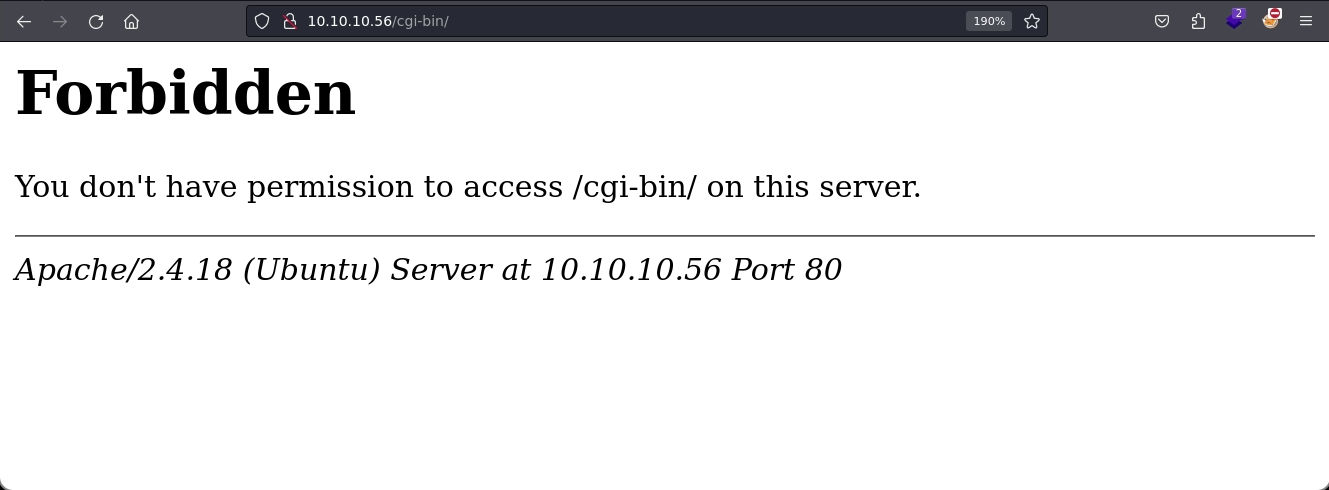 10.10.10.56/cgi-bin/
190%
2
Forbidden
You don't have permission to access /cgi-bin/ on this server.
Apache/2.4.18 (Ubuntu) Server at 10.10.10.56 Port 80